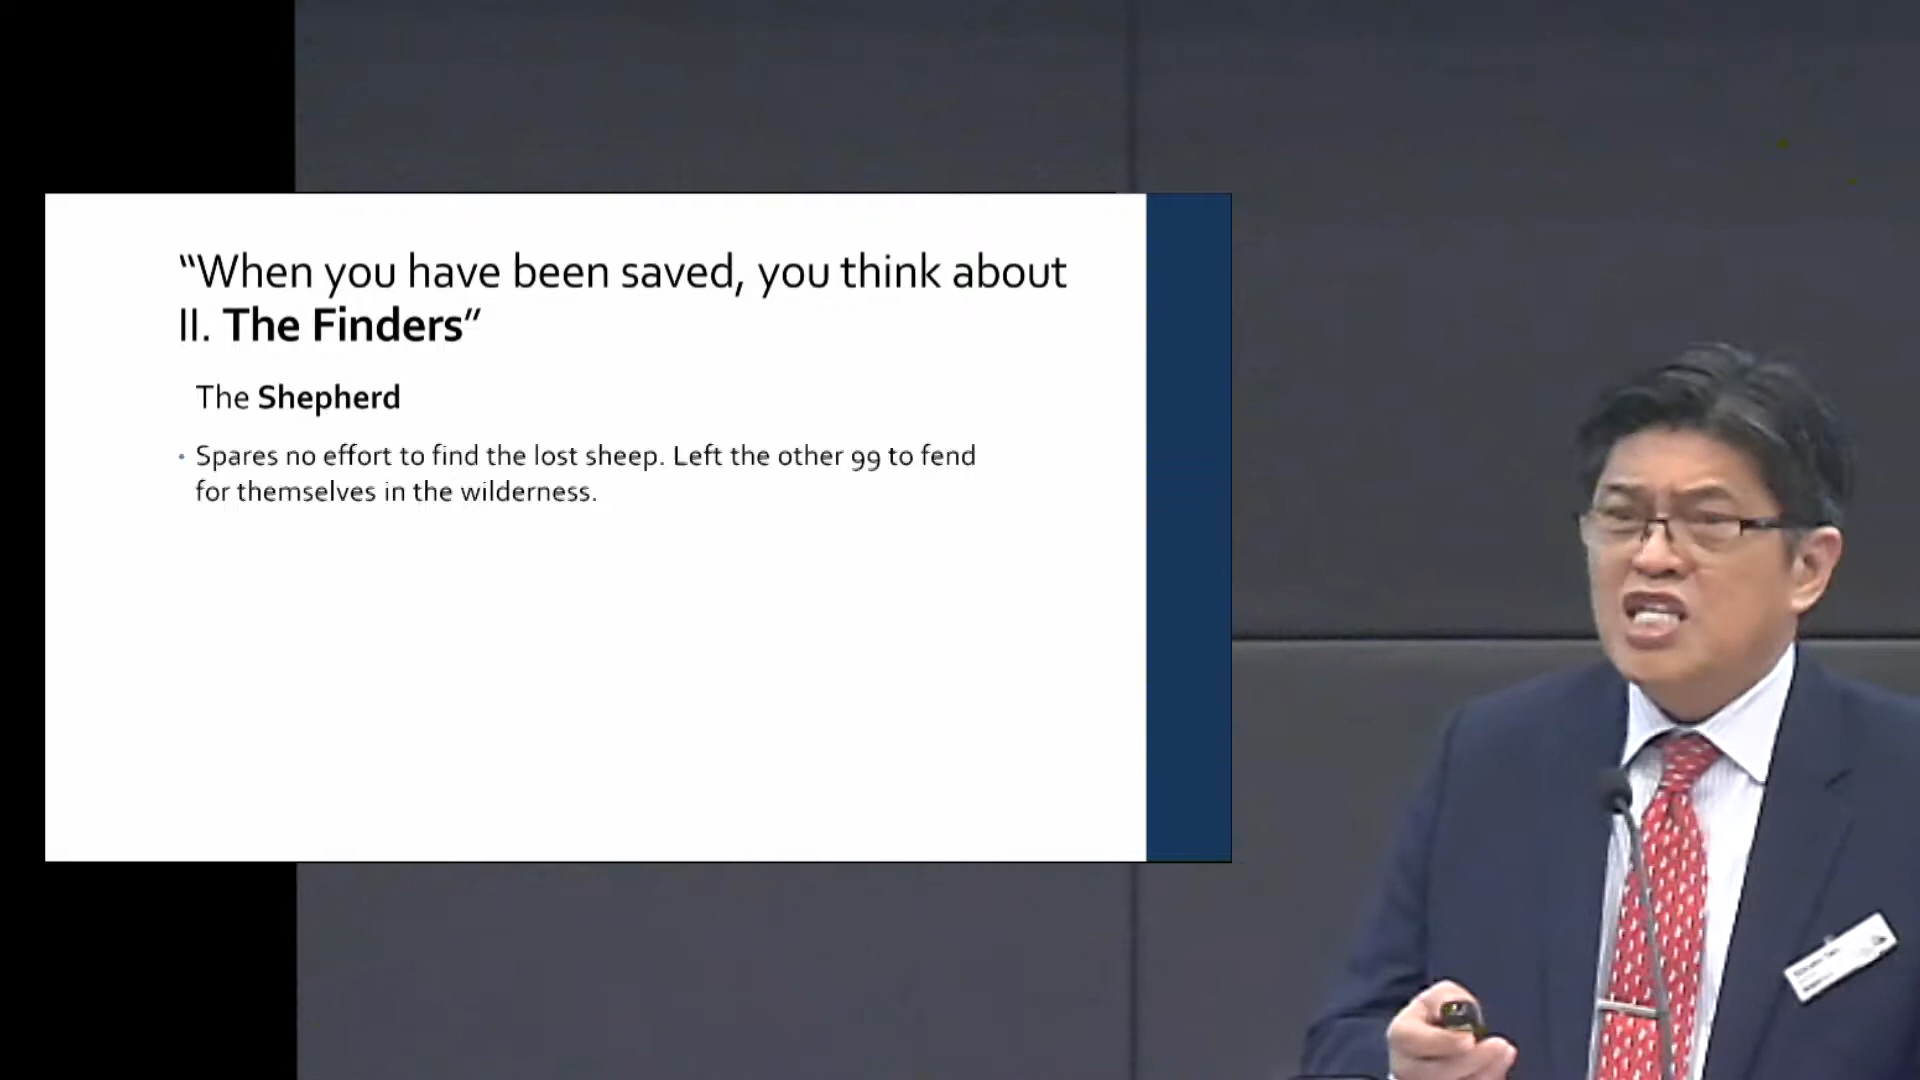 “When you have been saved, you think about
II. The Finders”
The Shepherd
• Spares no effort to find the lost sheep. Left the other 99 to fend
for themselves in the wilderness.